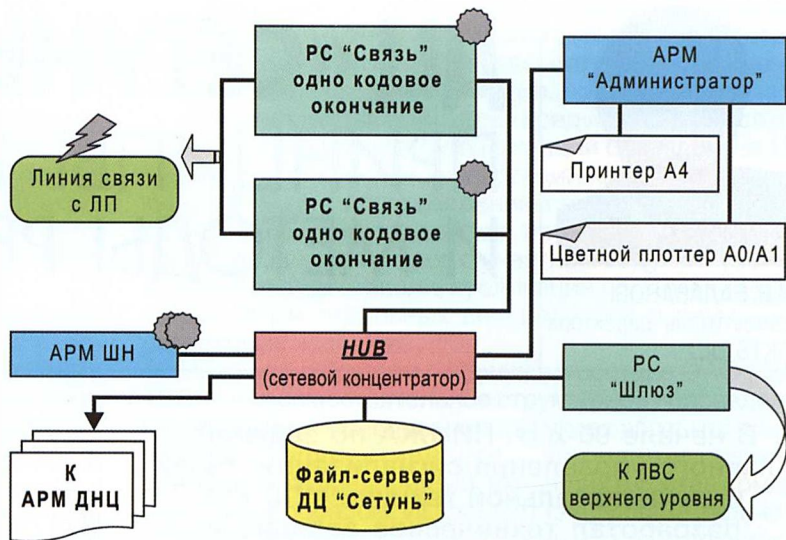 РС “Связь”
одно кодовое
окончание
АРМ
“Администратор”
Принтер А4
Линия связи
с ЛП
РС “Связь”
одно кодовое
окончание
Цветной плоттер А0/А1
АРМ ШН
HUB
(сетевой концентратор)
РС
“Шлюз”
К
АРМ ДНЦ
Файл-сервер
ДЦ “Сетунь”
К ЛВС
верхнего уровня